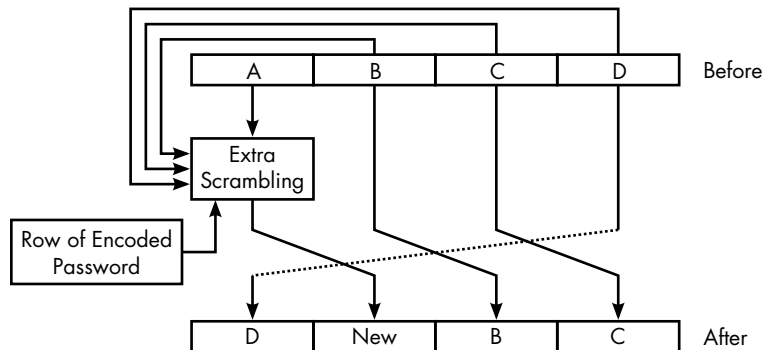 A B C D Before
Extra
Scrambling
Row of Encoded
Password
D New B C After